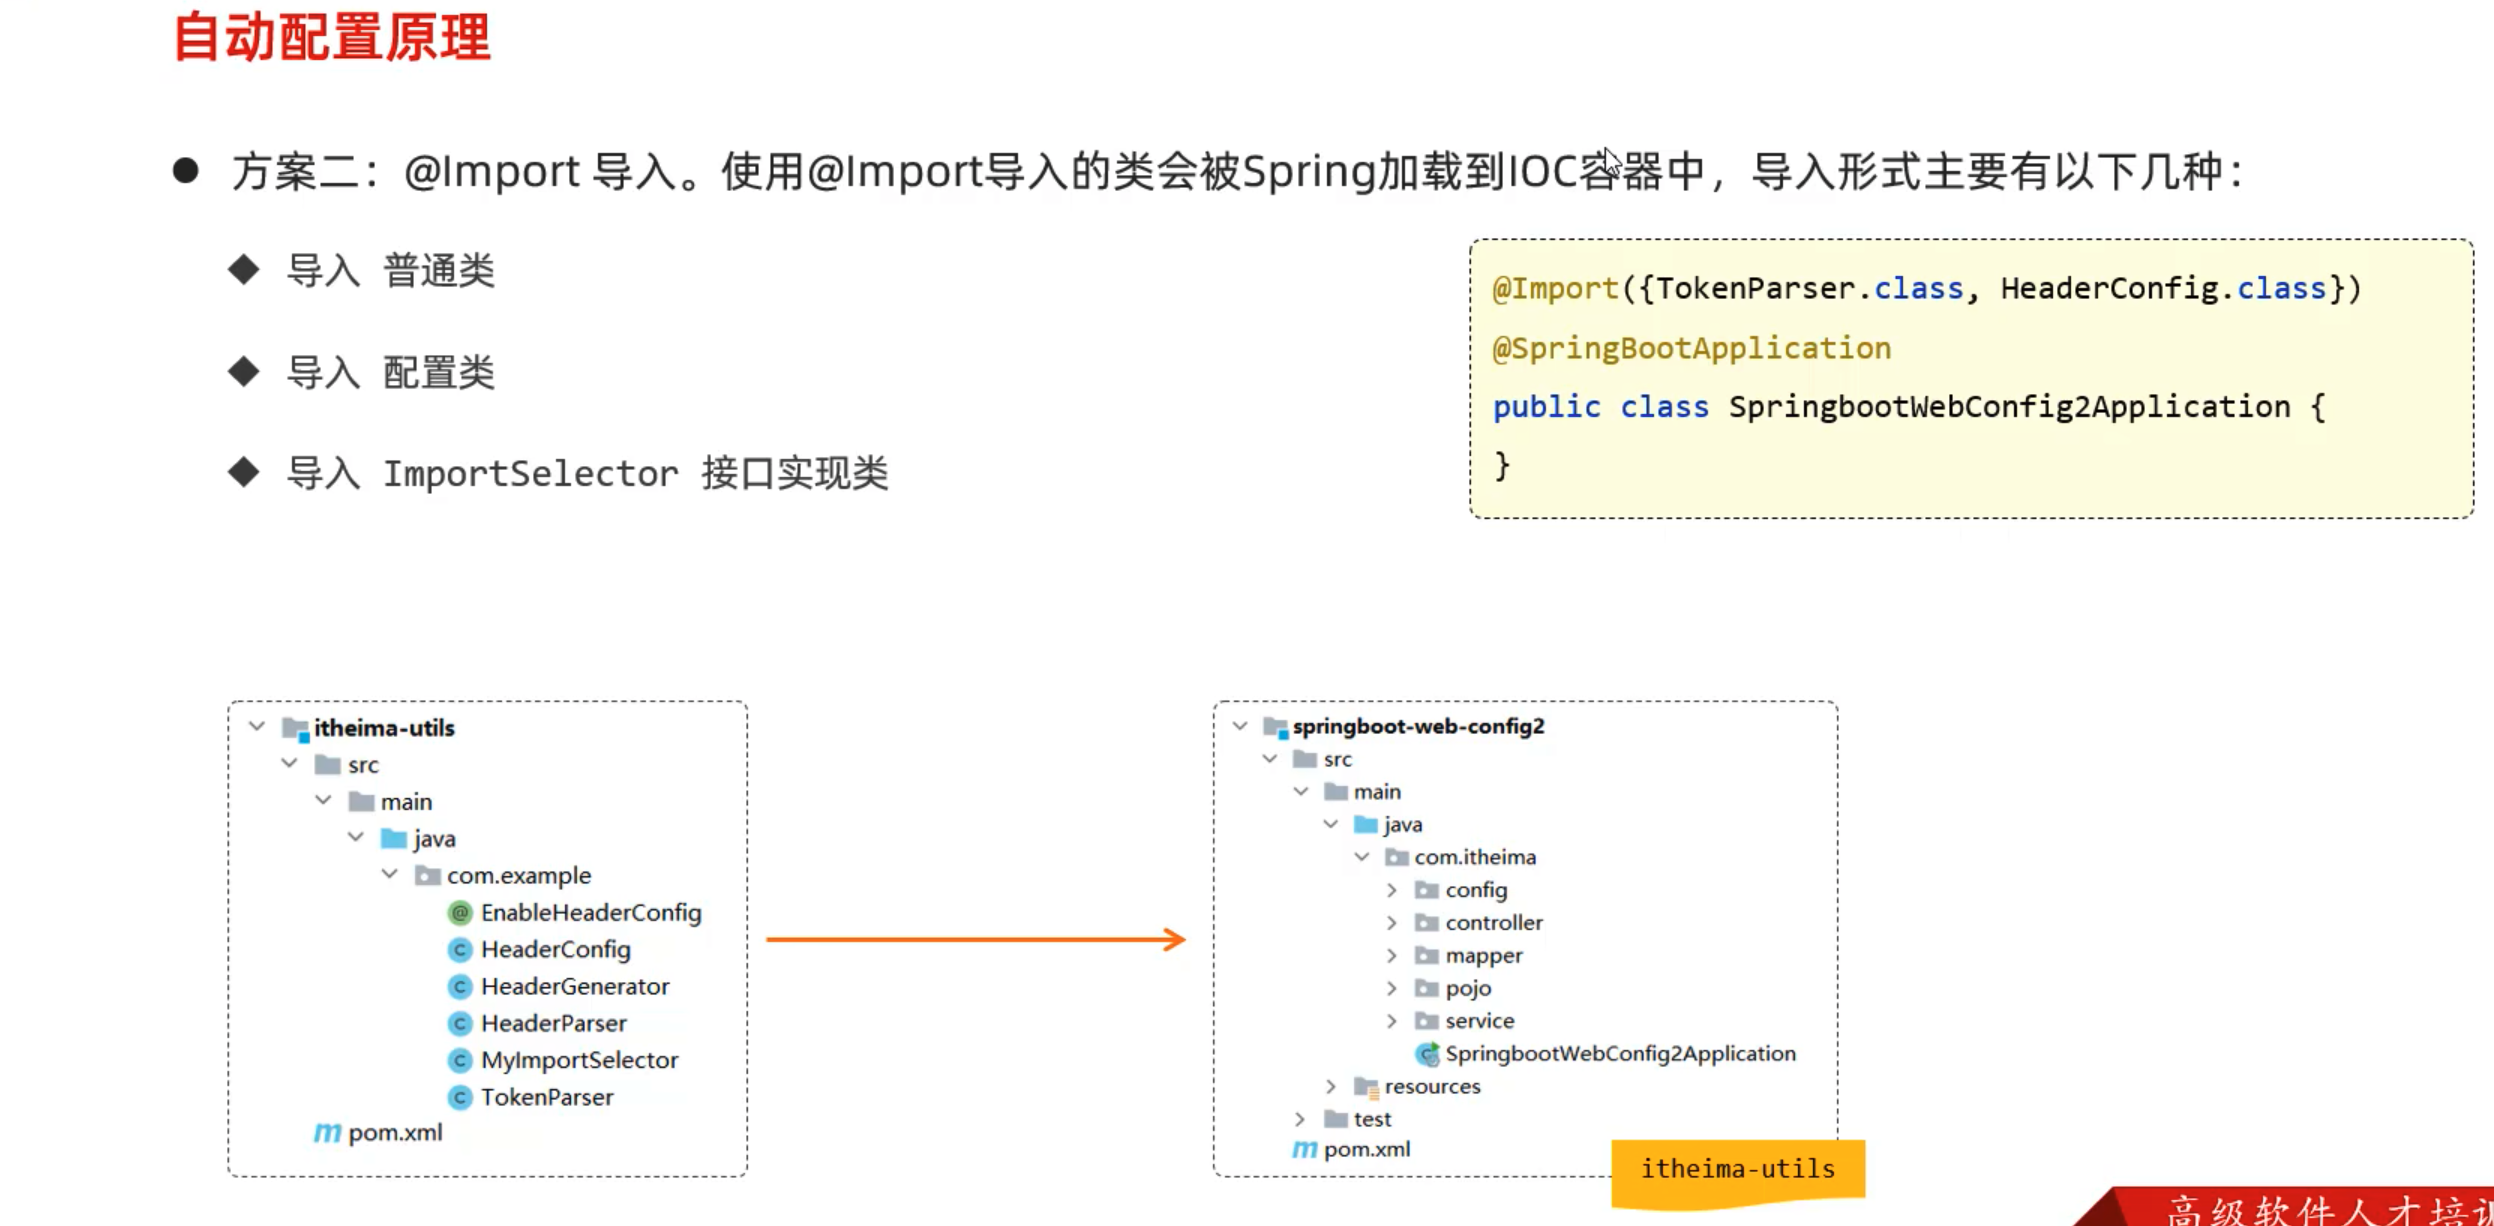 自动配置原理
方案二：@Import 导入。使用@Import导入的类会被Spring加载到IOC容器中，导入形式主要有以下几种：
导入 普通类
导入 配置类
导入 ImportSelector 接口实现类
@Import({TokenParser.class, HeaderConfig.class})
@SpringBootApplication
public class SpringbootWebConfig2Application {
}
itheima-utils
src
main
java
com.example
EnableHeaderConfig
HeaderConfig
HeaderGenerator
HeaderParser
MyImportSelector
TokenParser
pom.xml
springboot-web-config2
src
main
java
com.itheima
config
controller
mapper
pojo
service
SpringbootWebConfig2Application
resources
test
pom.xml
itheima-utils
高级软件人才培训